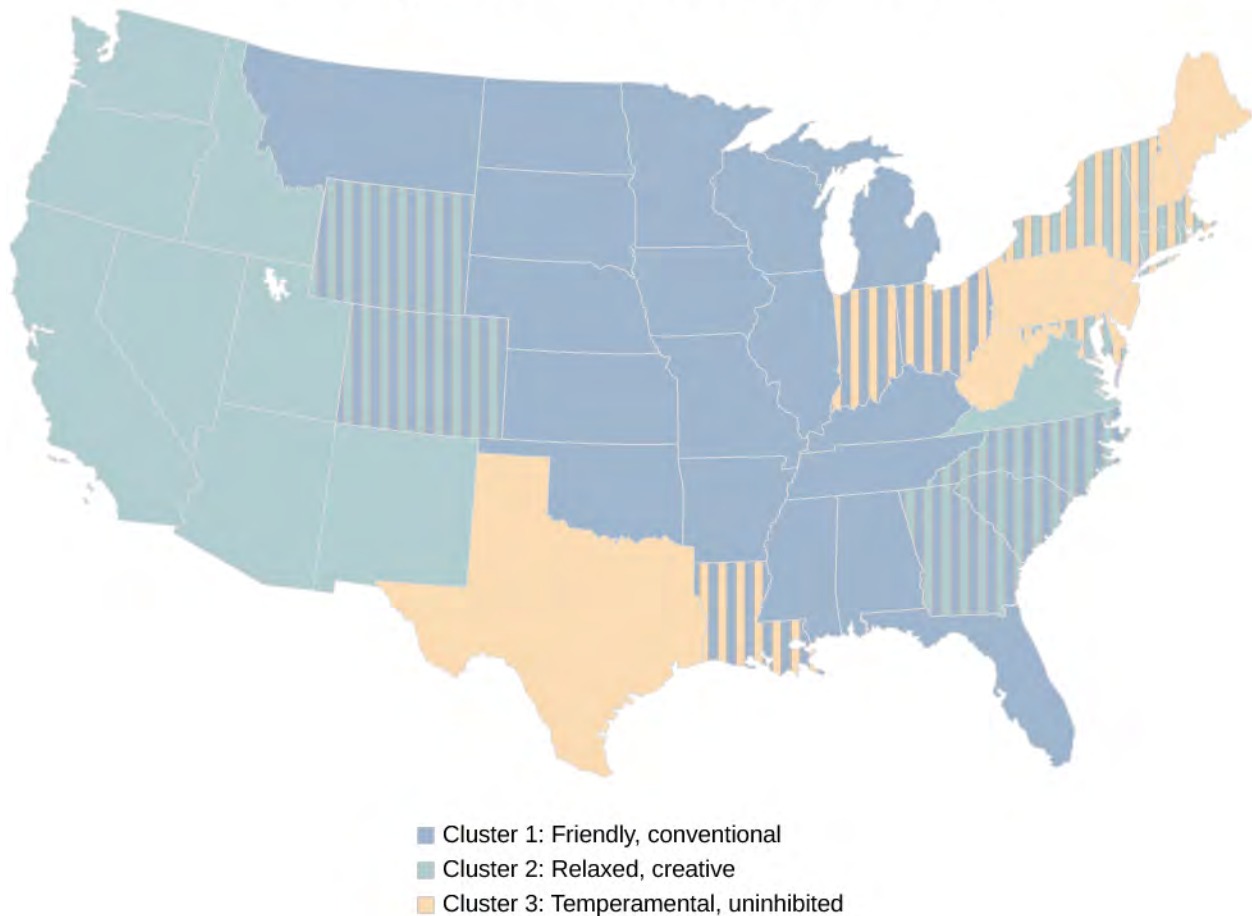 Cluster 1: Friendly, conventional
Cluster 2: Relaxed, creative
Cluster 3: Temperamental, uninhibited